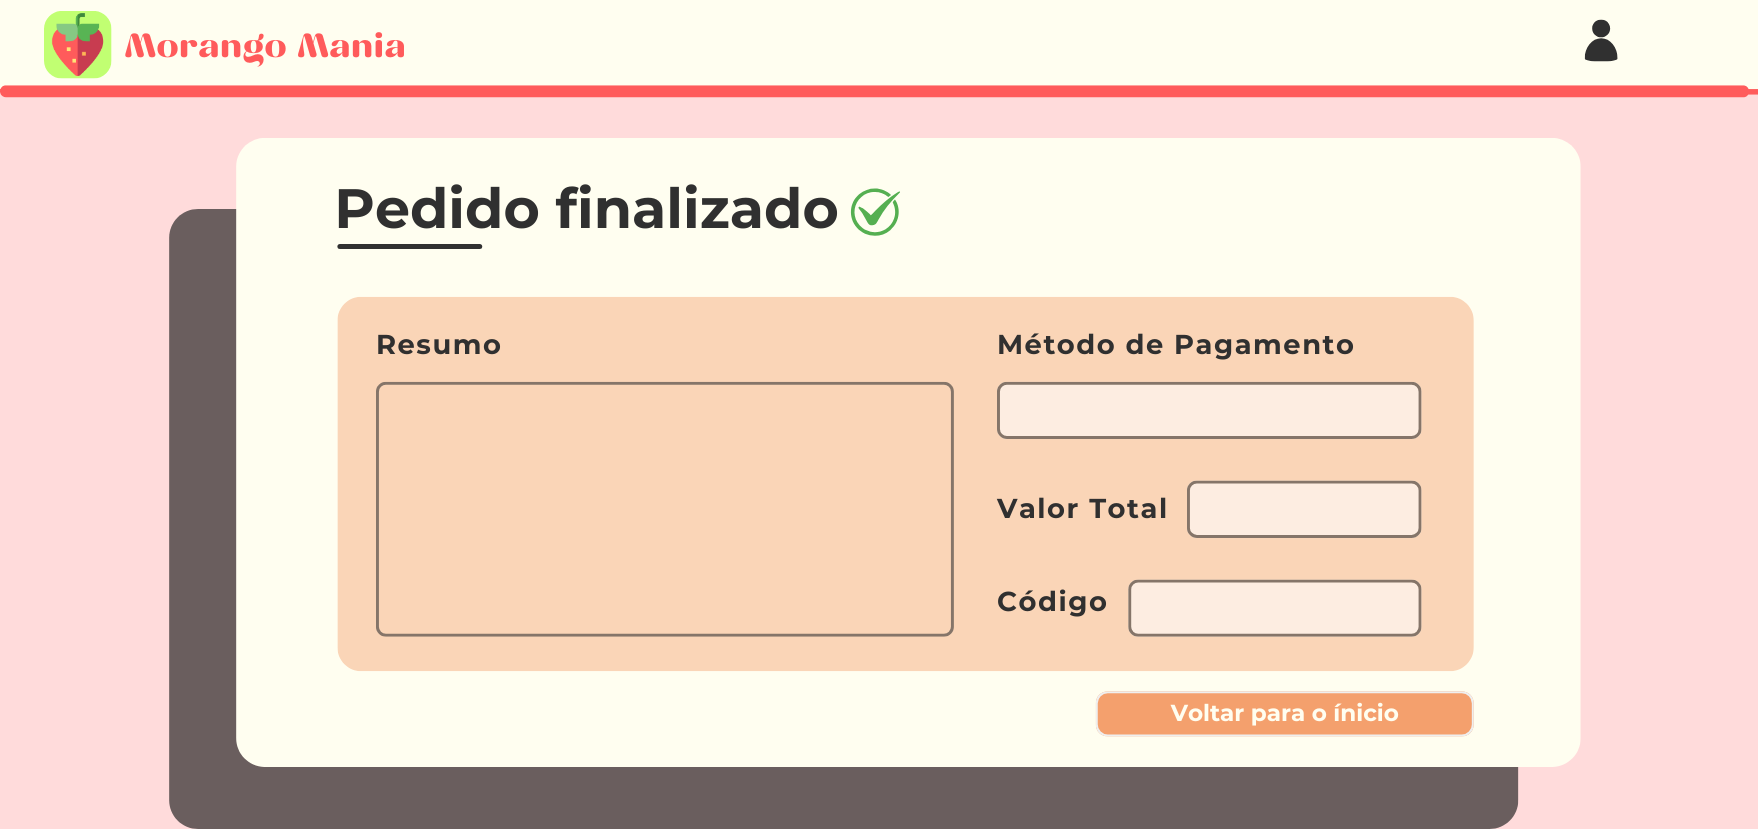 Morango Mania
Pedido finalizado
Resumo
Método de Pagamento
Valor Total
Código
Voltar para o ínicio